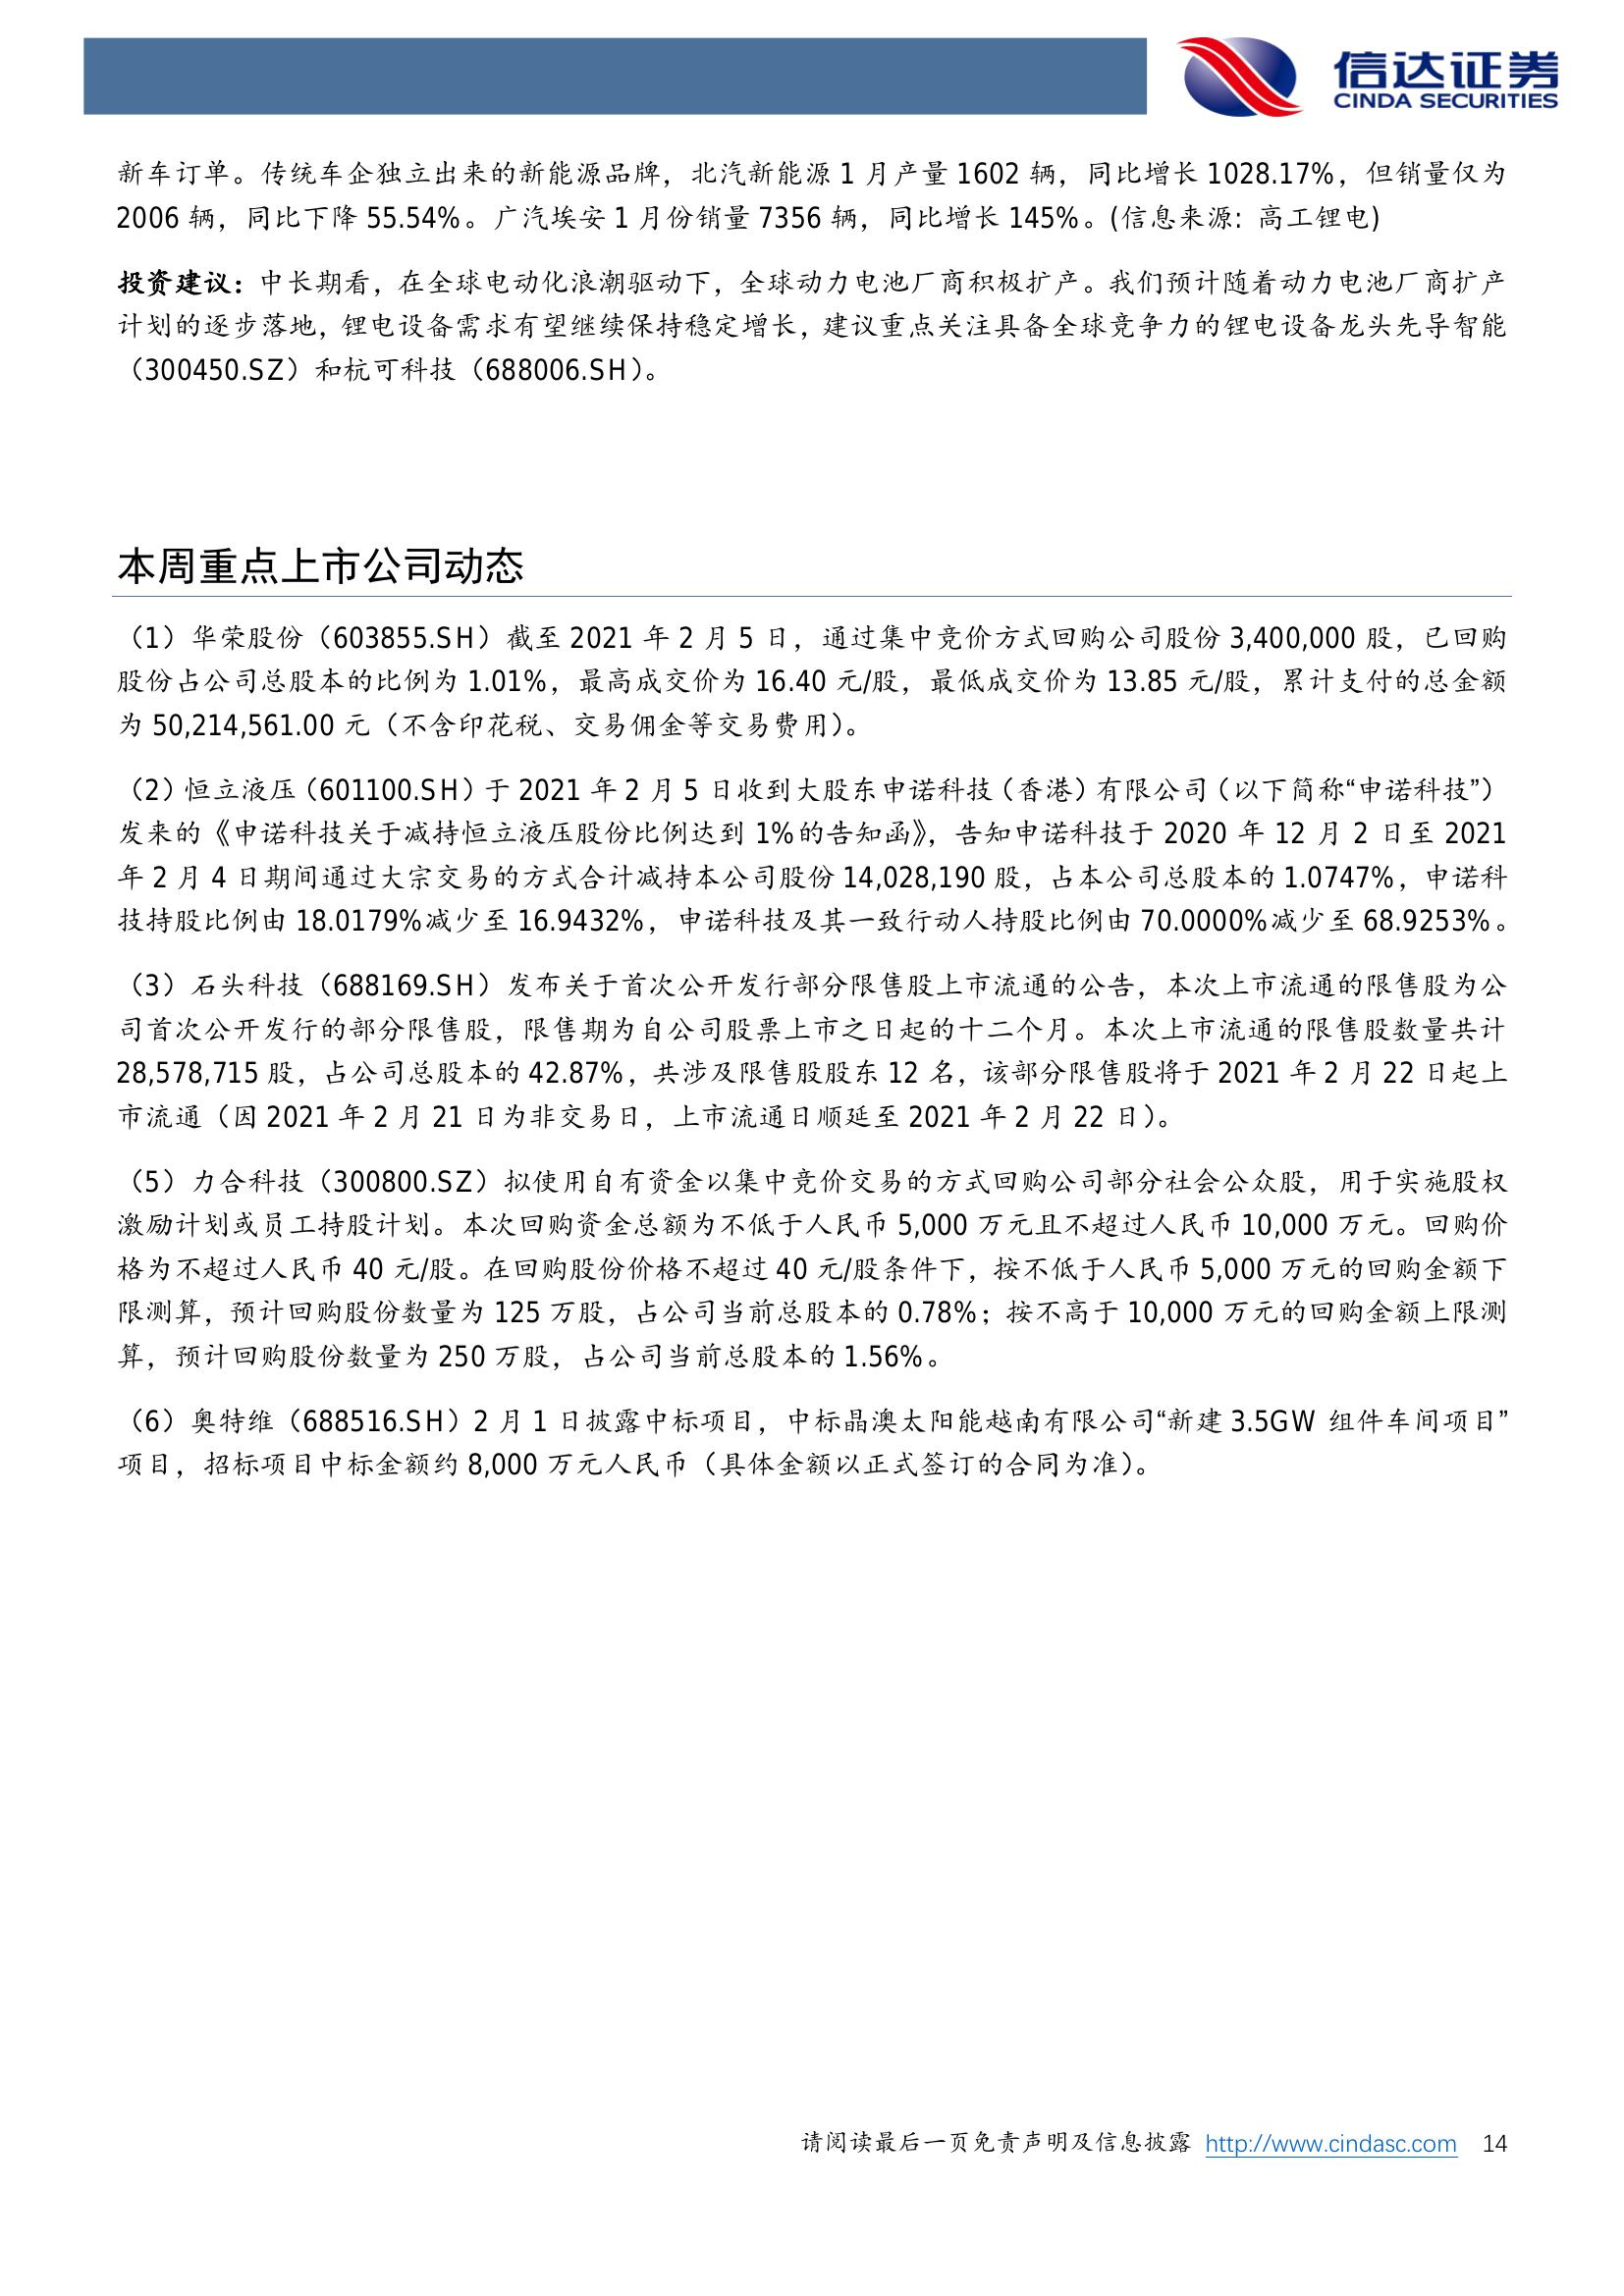 信达证券
CINDA SECURITIES
新车订单。传统车企独立出来的新能源品牌，北汽新能源 1 月产量 1602 辆，同比增长 1028.17%，但销量仅为
2006 辆，同比下降 55.54%。广汽埃安 1 月份销量 7356 辆，同比增长 145%。(信息来源：高工锂电)
投资建议：中长期看，在全球电动化浪潮驱动下，全球动力电池厂商积极扩产。我们预计随着动力电池厂商扩产
计划的逐步落地，锂电设备需求有望继续保持稳定增长，建议重点关注具备全球竞争力的锂电设备龙头先导智能
（300450.SZ）和杭可科技（688006.SH）。
本周重点上市公司动态
（1）华荣股份（603855.SH）截至 2021 年 2 月 5 日，通过集中竞价方式回购公司股份 3,400,000 股，已回购
股份占公司总股本的比例为 1.01%，最高成交价为 16.40 元/股，最低成交价为 13.85 元/股，累计支付的总金额
为 50,214,561.00 元（不含印花税、交易佣金等交易费用）。
（2）恒立液压（601100.SH）于 2021 年 2 月 5 日收到大股东申诺科技（香港）有限公司（以下简称“申诺科技”）
发来的《申诺科技关于减持恒立液压股份比例达到 1%的告知函》，告知申诺科技于 2020 年 12 月 2 日至 2021
年 2 月 4 日期间通过大宗交易的方式合计减持本公司股份 14,028,190 股，占本公司总股本的 1.0747%，申诺科
技持股比例由 18.0179%减少至 16.9432%，申诺科技及其一致行动人持股比例由 70.0000%减少至 68.9253%。
（3）石头科技（688169.SH）发布关于首次公开发行部分限售股上市流通的公告，本次上市流通的限售股为公
司首次公开发行的部分限售股，限售期为自公司股票上市之日起的十二个月。本次上市流通的限售股数量共计
28,578,715 股，占公司总股本的 42.87%，共涉及限售股股东 12 名，该部分限售股将于 2021 年 2 月 22 日起上
市流通（因 2021 年 2 月 21 日为非交易日，上市流通日顺延至 2021 年 2 月 22 日）。
（5）力合科技（300800.SZ）拟使用自有资金以集中竞价交易的方式回购公司部分社会公众股，用于实施股权
激励计划或员工持股计划。本次回购资金总额为不低于人民币 5,000 万元且不超过人民币 10,000 万元。回购价
格为不超过人民币 40 元/股。在回购股份价格不超过 40 元/股条件下，按不低于人民币 5,000 万元的回购金额下
限测算，预计回购股份数量为 125 万股，占公司当前总股本的 0.78%；按不高于 10,000 万元的回购金额上限测
算，预计回购股份数量为 250 万股，占公司当前总股本的 1.56%。
（6）奥特维（688516.SH）2 月 1 日披露中标项目，中标晶澳太阳能越南有限公司“新建 3.5GW 组件车间项目”
项目，招标项目中标金额约 8,000 万元人民币（具体金额以正式签订的合同为准）。
请阅读最后一页免责声明及信息披露 http://www.cindasc.com 14